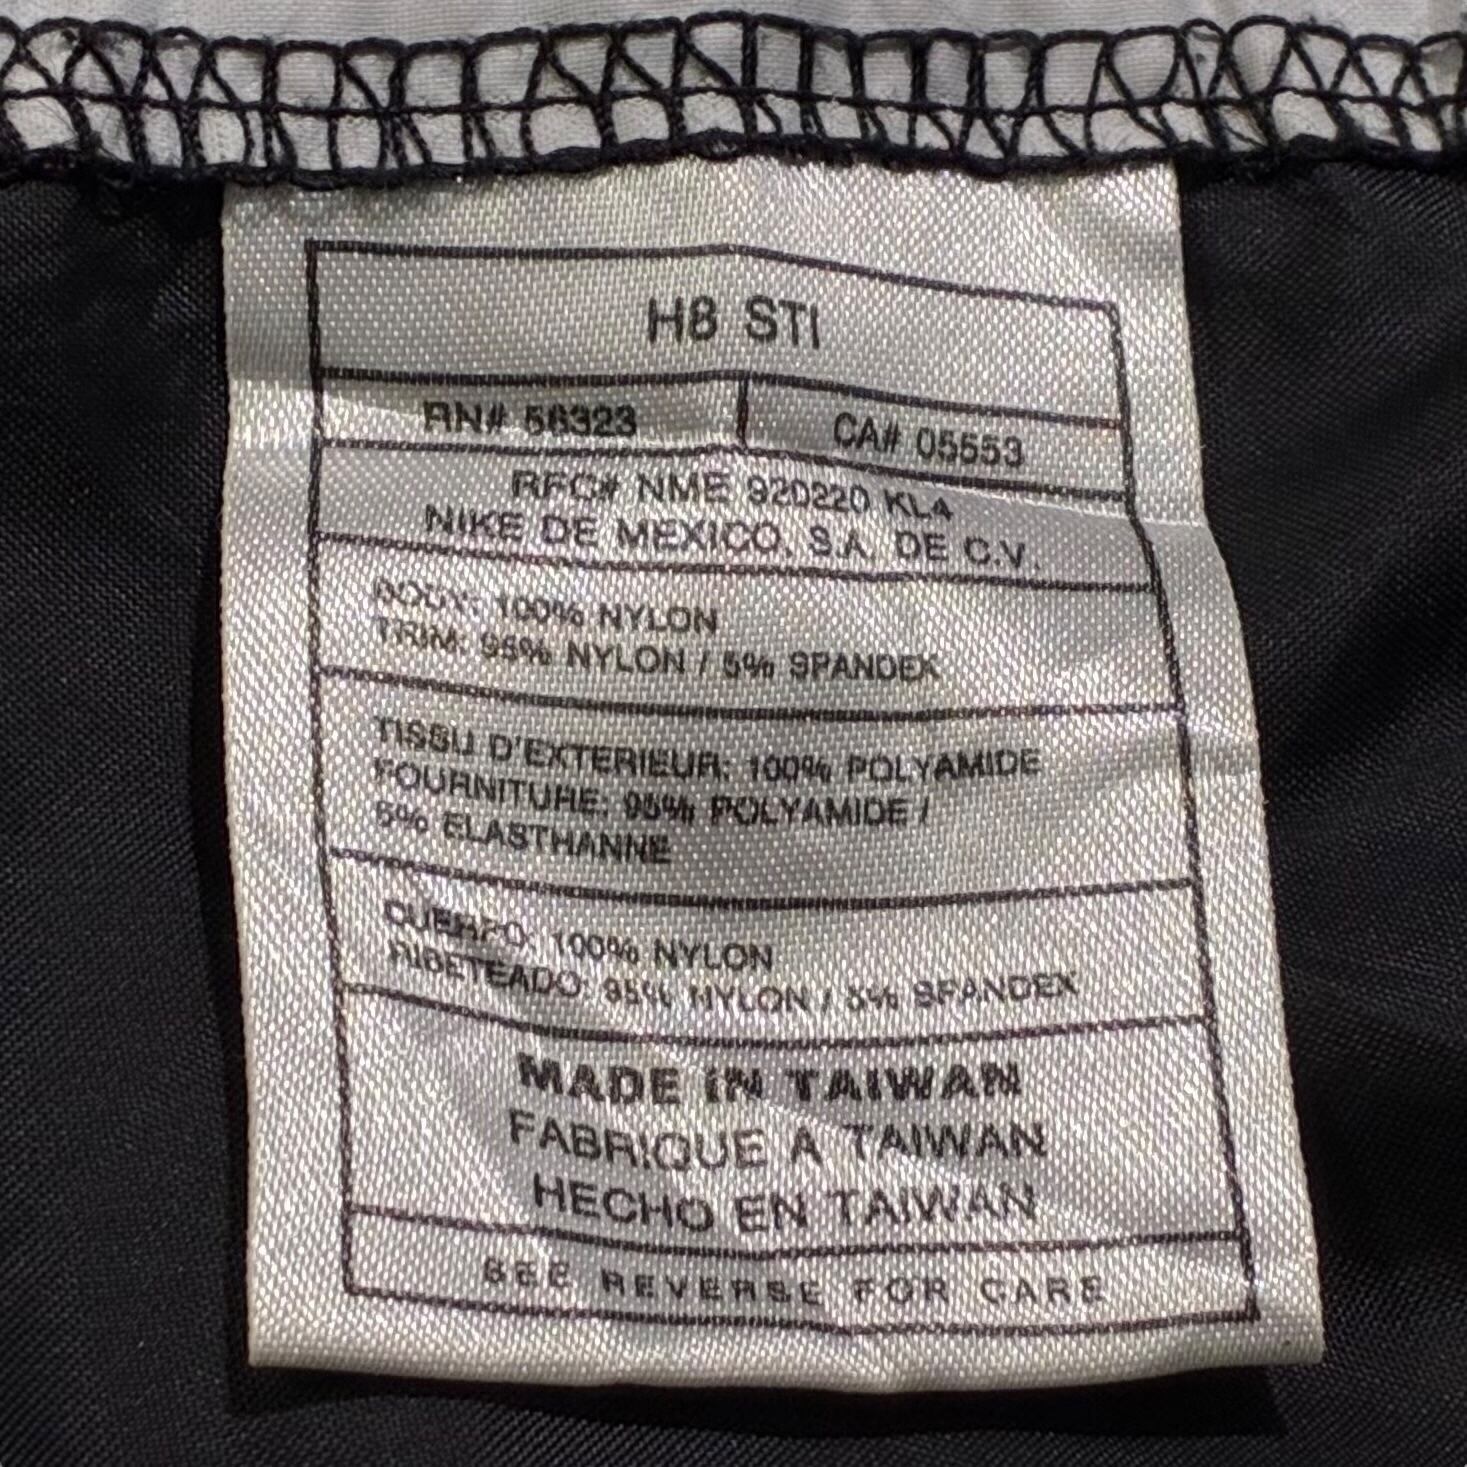 H8 STI
RN# 56323
CA# 05553
RFC# NME 920220 KL4
NIKE DE MEXICO, S.A. DE C.V.
BODY: 100% NYLON
TRIM: 95% NYLON / 5% SPANDEX
TISSU D'EXTERIEUR: 100% POLYAMIDE
FOURNITURE: 95% POLYAMIDE /
5% ELASTHANNE
CUERPO: 100% NYLON
RIBETEADO: 95% NYLON / 5% SPANDEX
MADE IN TAIWAN
FABRIQUE A TAIWAN
HECHO EN TAIWAN
SEE REVERSE FOR CARE